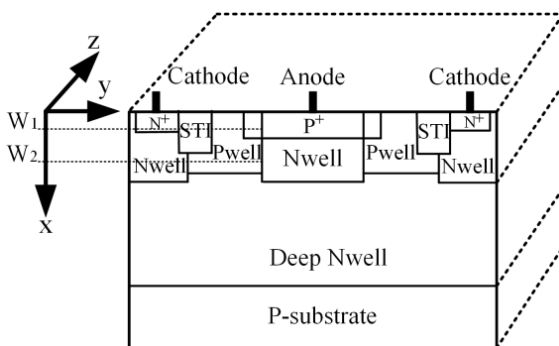 z
Cathode Anode Cathode
y
W1 N+ STI P+ STI N+
W2 Nwell Pwell Nwell Pwell Nwell
x
Deep Nwell
P-substrate